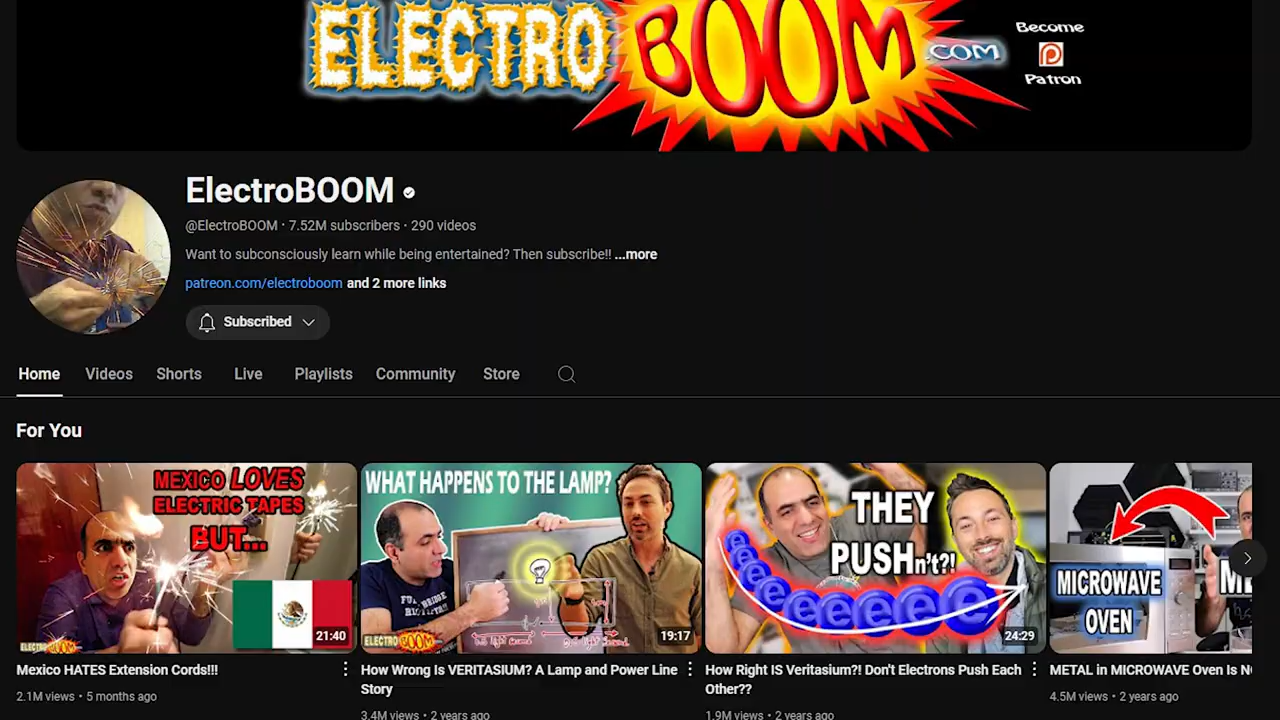 ELECTRO BOOM .COM
Become
Patron
ElectroBOOM
@ElectroBOOM · 7.52M subscribers · 290 videos
Want to subconsciously learn while being entertained? Then subscribe!! ...more
patreon.com/electroboom and 2 more links
Subscribed
Home Videos Shorts Live Playlists Community Store
For You
MEXICO LOVES
ELECTRIC TAPES
BUT...
ELECTROBOOM
21:40
WHAT HAPPENS TO THE LAMP?
FULL BRIDGE
ELECTROBOOM
19:17
THEY
PUSHn't?!
e e e e e e e e e
24:29
MICROWAVE
OVEN
Mexico HATES Extension Cords!!!
2.1M views · 5 months ago
How Wrong Is VERITASIUM? A Lamp and Power Line
Story
3.4M views · 2 years ago
How Right IS Veritasium?! Don't Electrons Push Each
Other??
1.9M views · 2 years ago
METAL in MICROWAVE Oven Is
4.5M views · 2 years ago